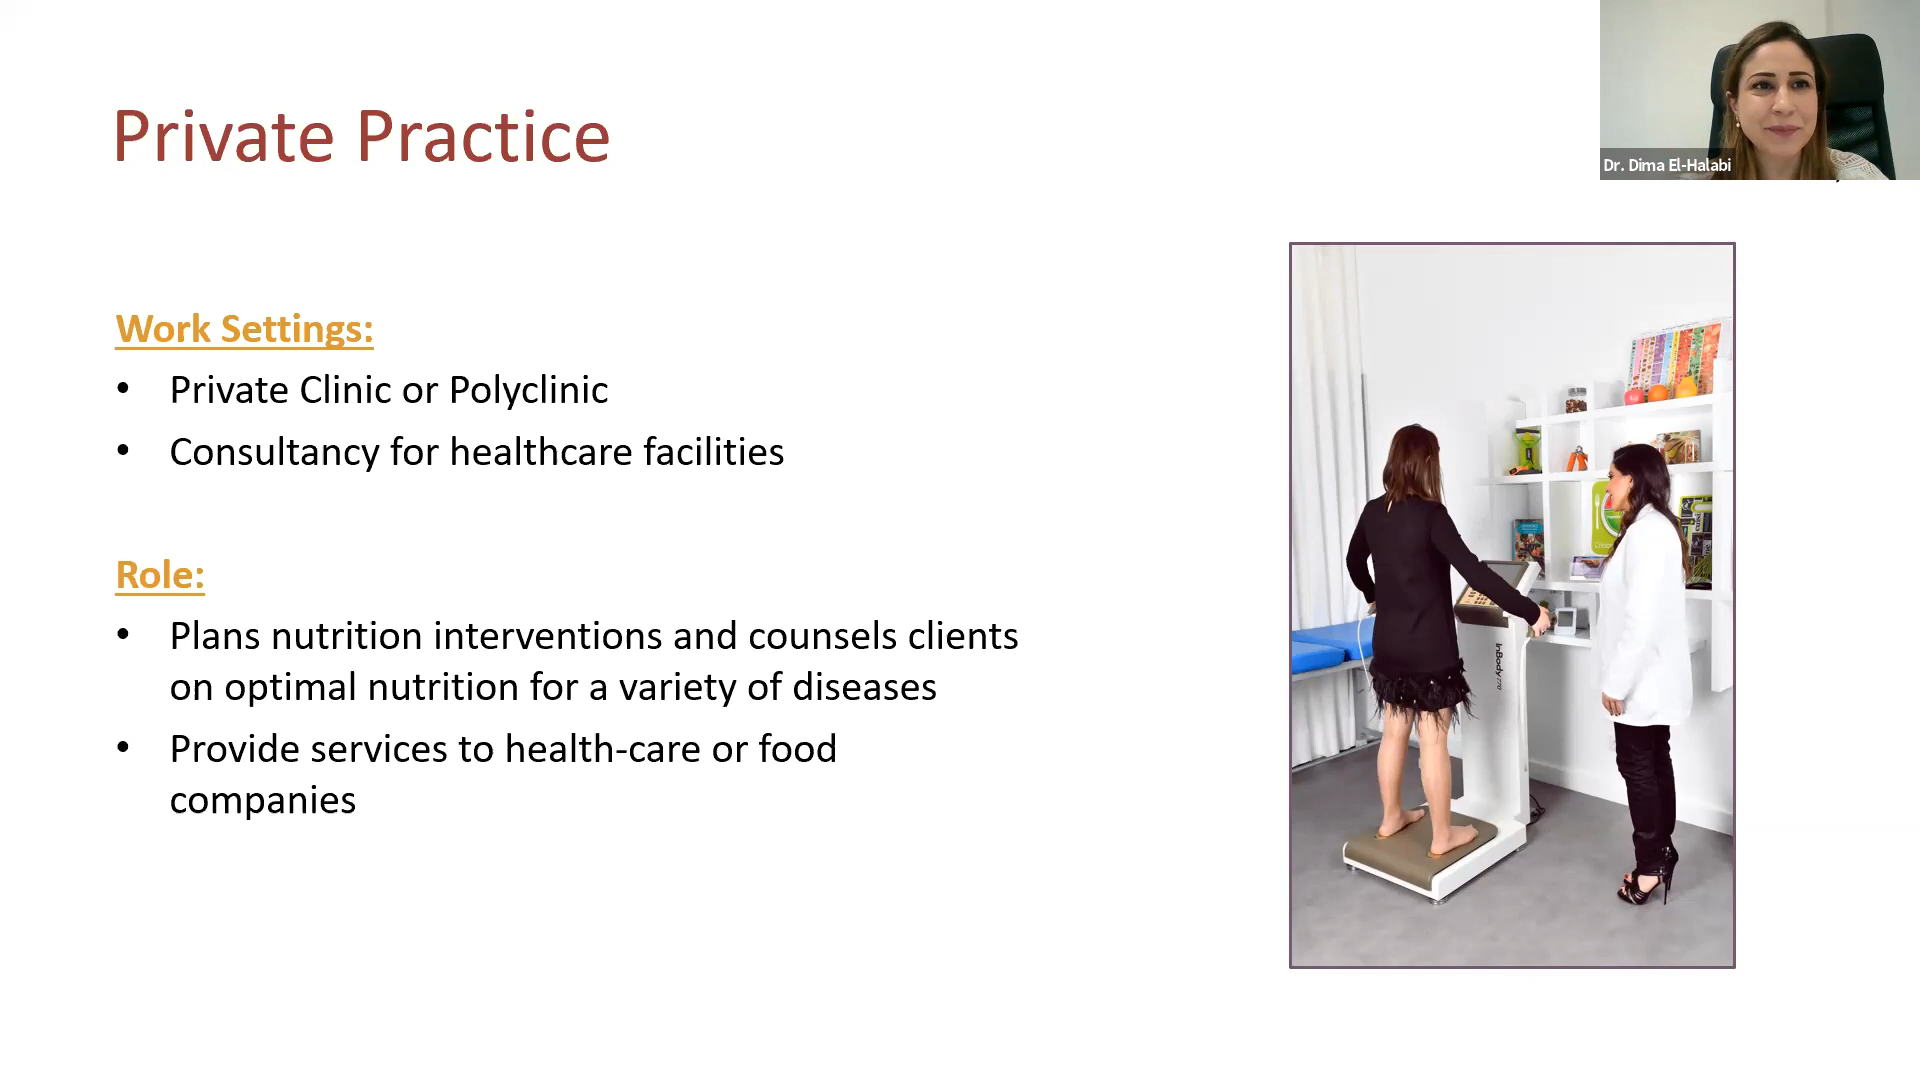 Private Practice
Dr. Dima El-Halabi
Work Settings:
• Private Clinic or Polyclinic
• Consultancy for healthcare facilities
Role:
• Plans nutrition interventions and counsels clients
on optimal nutrition for a variety of diseases
• Provide services to health-care or food
companies
InBody770